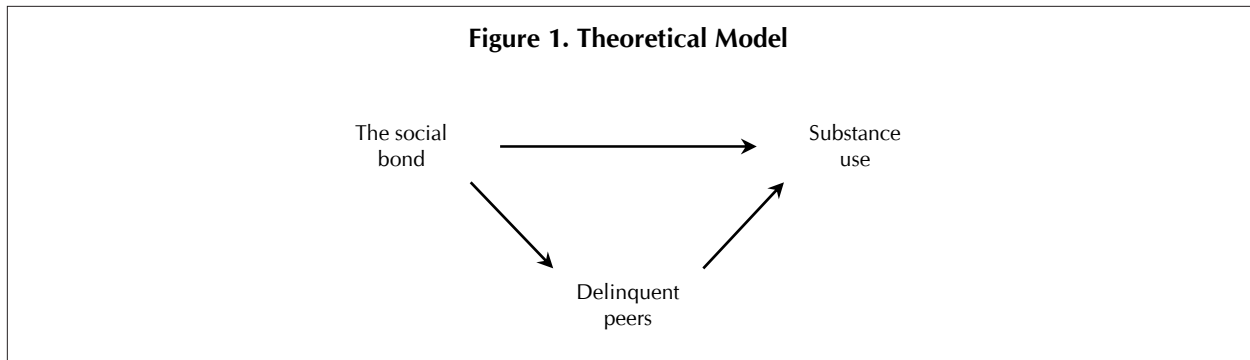 Figure 1. Theoretical Model
The social
bond
Substance
use
Delinquent
peers